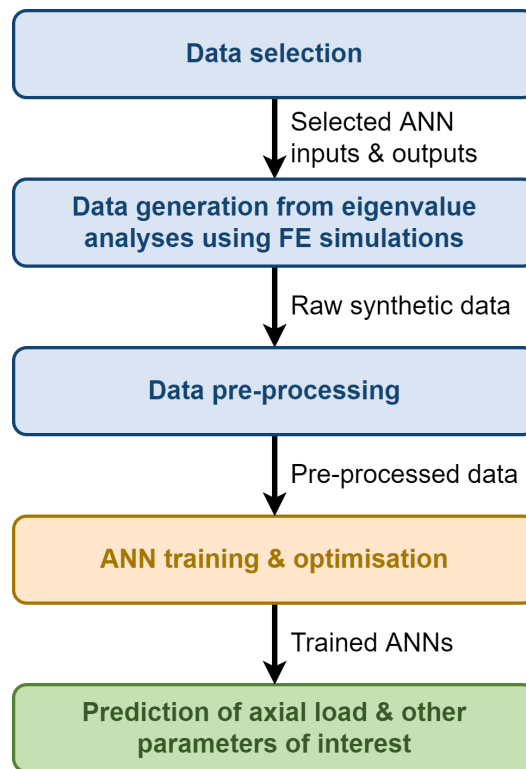 Data selection
Selected ANN
inputs & outputs
Data generation from eigenvalue
analyses using FE simulations
Raw synthetic data
Data pre-processing
Pre-processed data
ANN training & optimisation
Trained ANNs
Prediction of axial load & other
parameters of interest